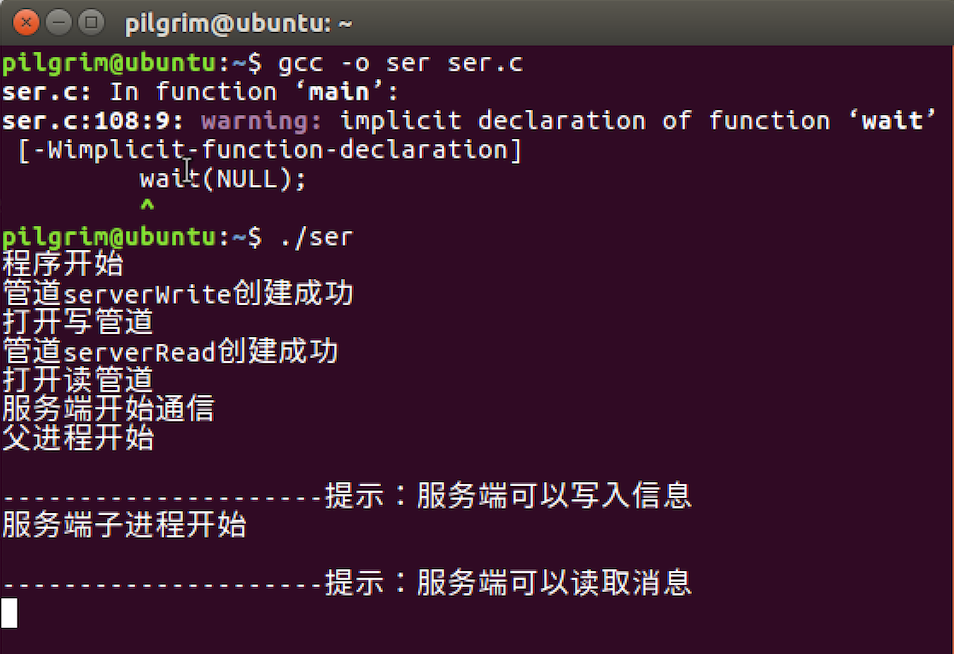 pilgrim@ubuntu: ~
pilgrim@ubuntu:~$ gcc -o ser ser.c
ser.c: In function ‘main’:
ser.c:108:9: warning: implicit declaration of function ‘wait’
[-Wimplicit-function-declaration]
wait(NULL);
^
pilgrim@ubuntu:~$ ./ser
程序开始
管道serverWrite创建成功
打开写管道
管道serverRead创建成功
打开读管道
服务端开始通信
父进程开始
---------------------提示：服务端可以写入信息
服务端子进程开始
---------------------提示：服务端可以读取消息